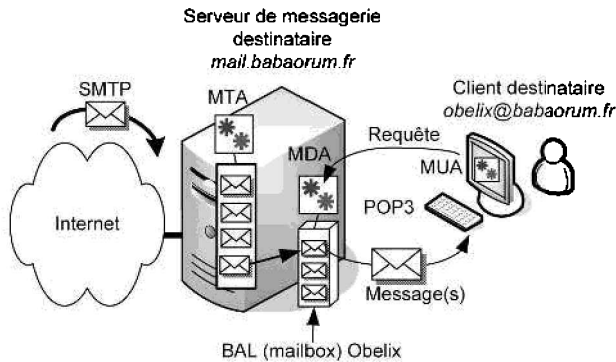 Serveur de messagerie
destinataire
mail.babaorum.fr
SMTP
MTA
Client destinataire
obelix@babaorum.fr
Requête
MDA
MUA
Internet
POP3
Message(s)
BAL (mailbox) Obelix